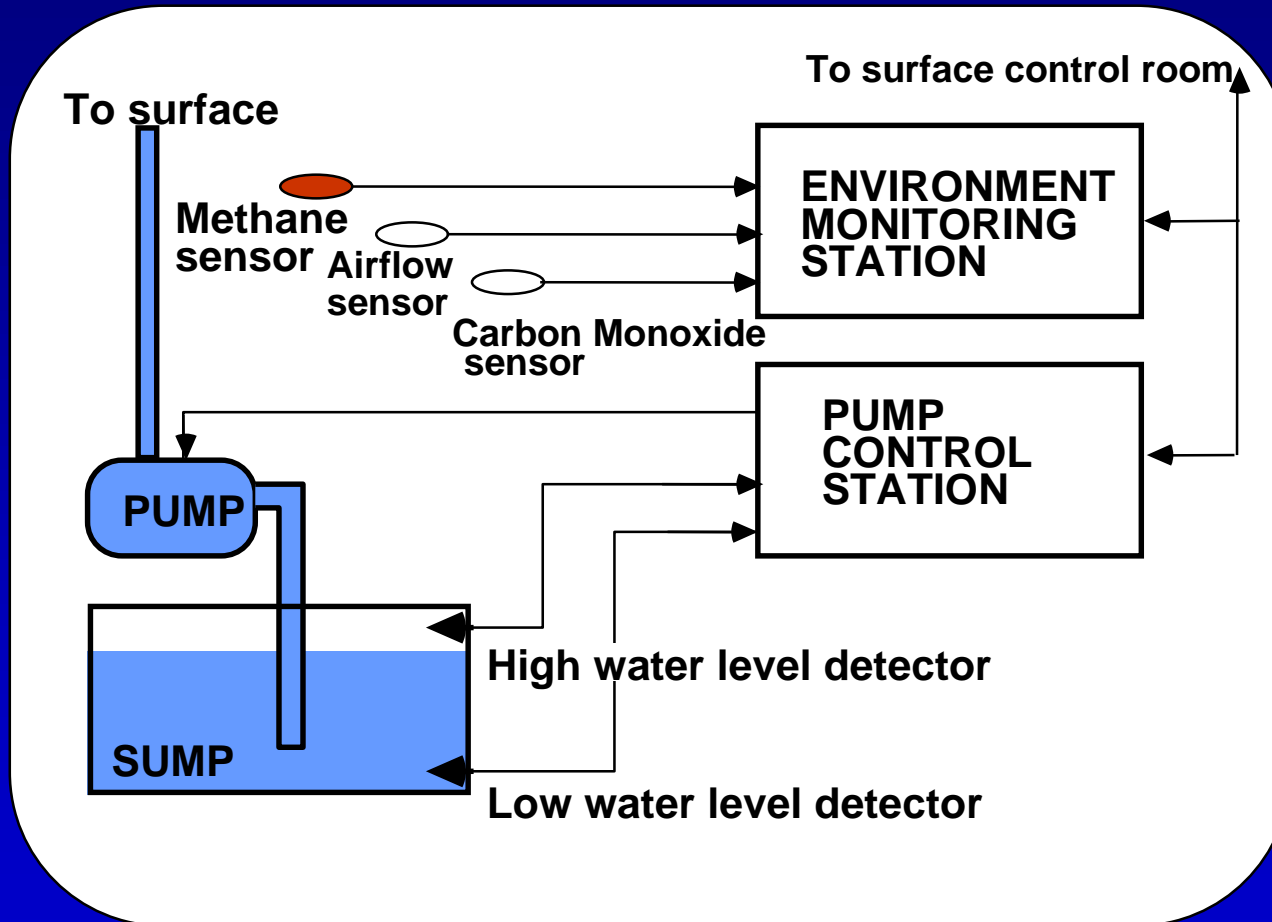 To surface control room
To surface
ENVIRONMENT
MONITORING
STATION
Methane
sensor
Airflow
sensor
Carbon Monoxide
sensor
PUMP
CONTROL
STATION
PUMP
High water level detector
SUMP
Low water level detector